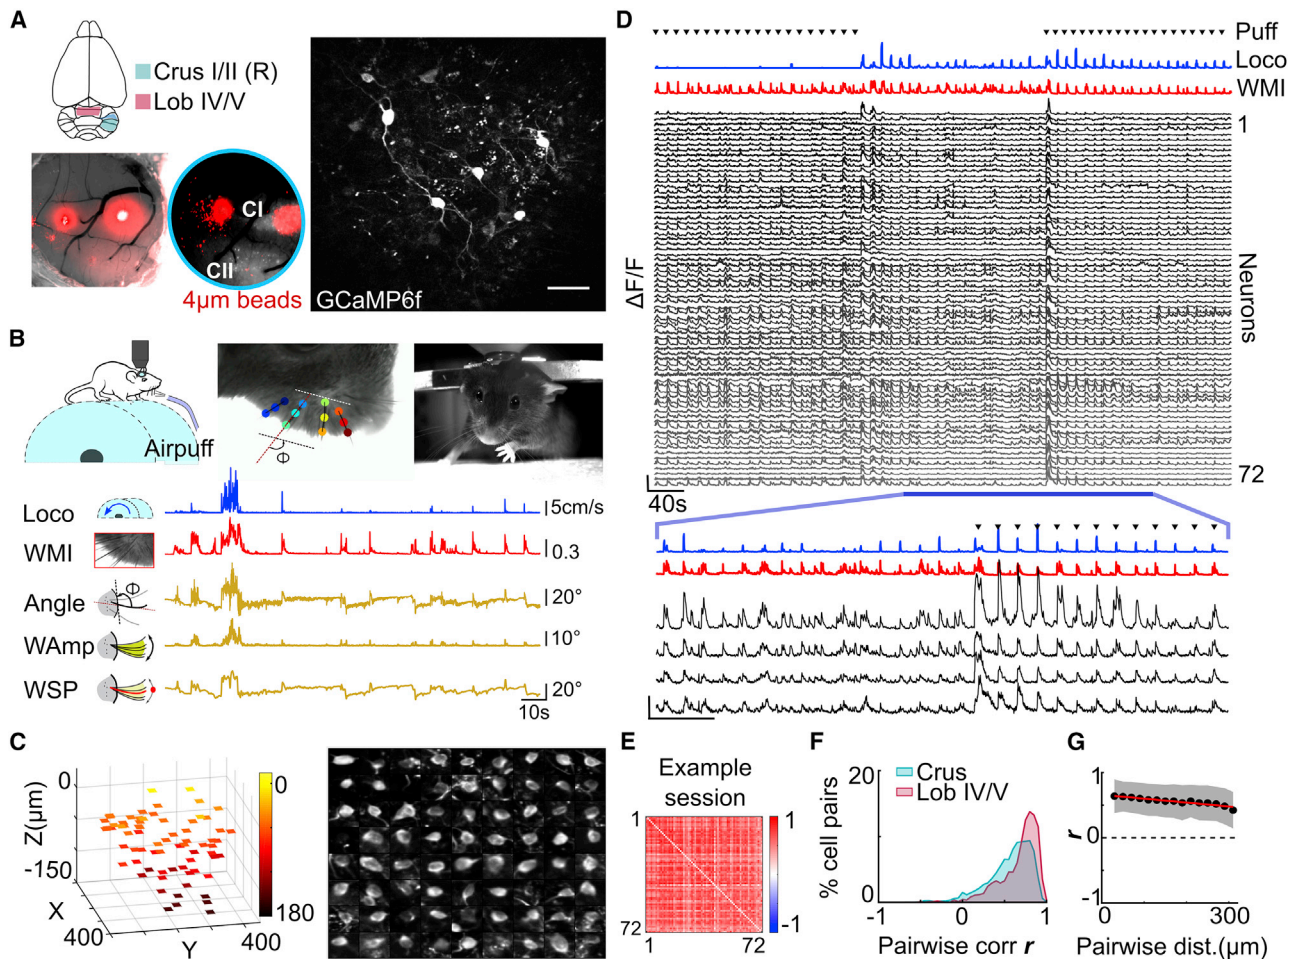 A
Crus I/II (R)
Lob IV/V
CI
CII
4µm beads
GCaMP6f
B
Airpuff
Φ
Loco
5cm/s
WMI
0.3
Angle
Φ
20°
WAmp
10°
WSP
20°
10s
C
0
Z(µm)
-150
X
400
Y
400
0
180
D
Puff
Loco
WMI
1
ΔF/F
Neurons
72
40s
E
Example
session
1
72
1
72
1
-1
F
Crus
Lob IV/V
20
% cell pairs
0
-1
0
1
Pairwise corr r
G
1
r
0
-1
0
300
Pairwise dist.(µm)